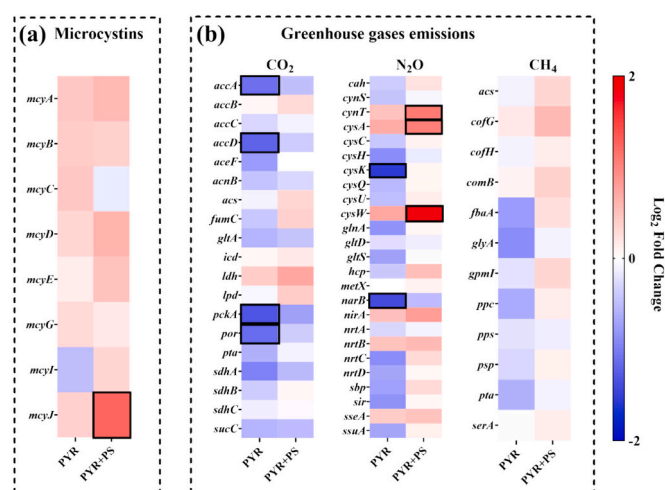 (a) Microcystins
mcyA
mcyB
mcyC
mcyD
mcyE
mcyG
mcyI
mcyJ
PYR
PYR+PS
(b) Greenhouse gases emissions
CO2
accA
accB
accC
accD
aceF
acnB
acs
fumC
gltA
icd
ldh
lpd
pckA
por
pta
sdhA
sdhB
sdhC
sucC
PYR
PYR+PS
N2O
cah
cynS
cynT
cysA
cysC
cysH
cysK
cysQ
cysU
cysW
glnA
gltD
gltS
hcp
metX
narB
nirA
nrtA
nrtB
nrtC
nrtD
sbp
sir
sseA
ssuA
PYR
PYR+PS
CH4
acs
cofG
cofH
comB
fbaA
glyA
gpmI
ppc
pps
psp
pta
serA
PYR
PYR+PS
2
0
-2
Log2 Fold Change